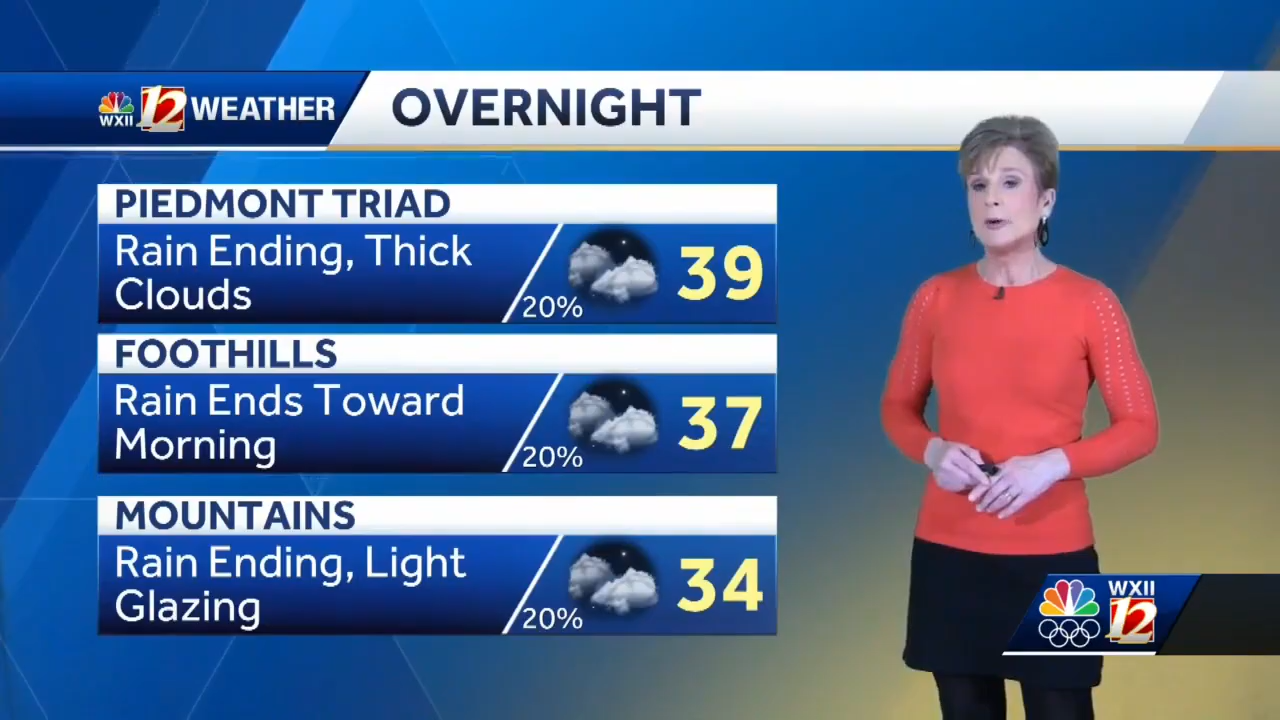 WXII 12 WEATHER
OVERNIGHT
PIEDMONT TRIAD
Rain Ending, Thick
Clouds
20%
39
FOOTHILLS
Rain Ends Toward
Morning
20%
37
MOUNTAINS
Rain Ending, Light
Glazing
20%
34
WXII
12